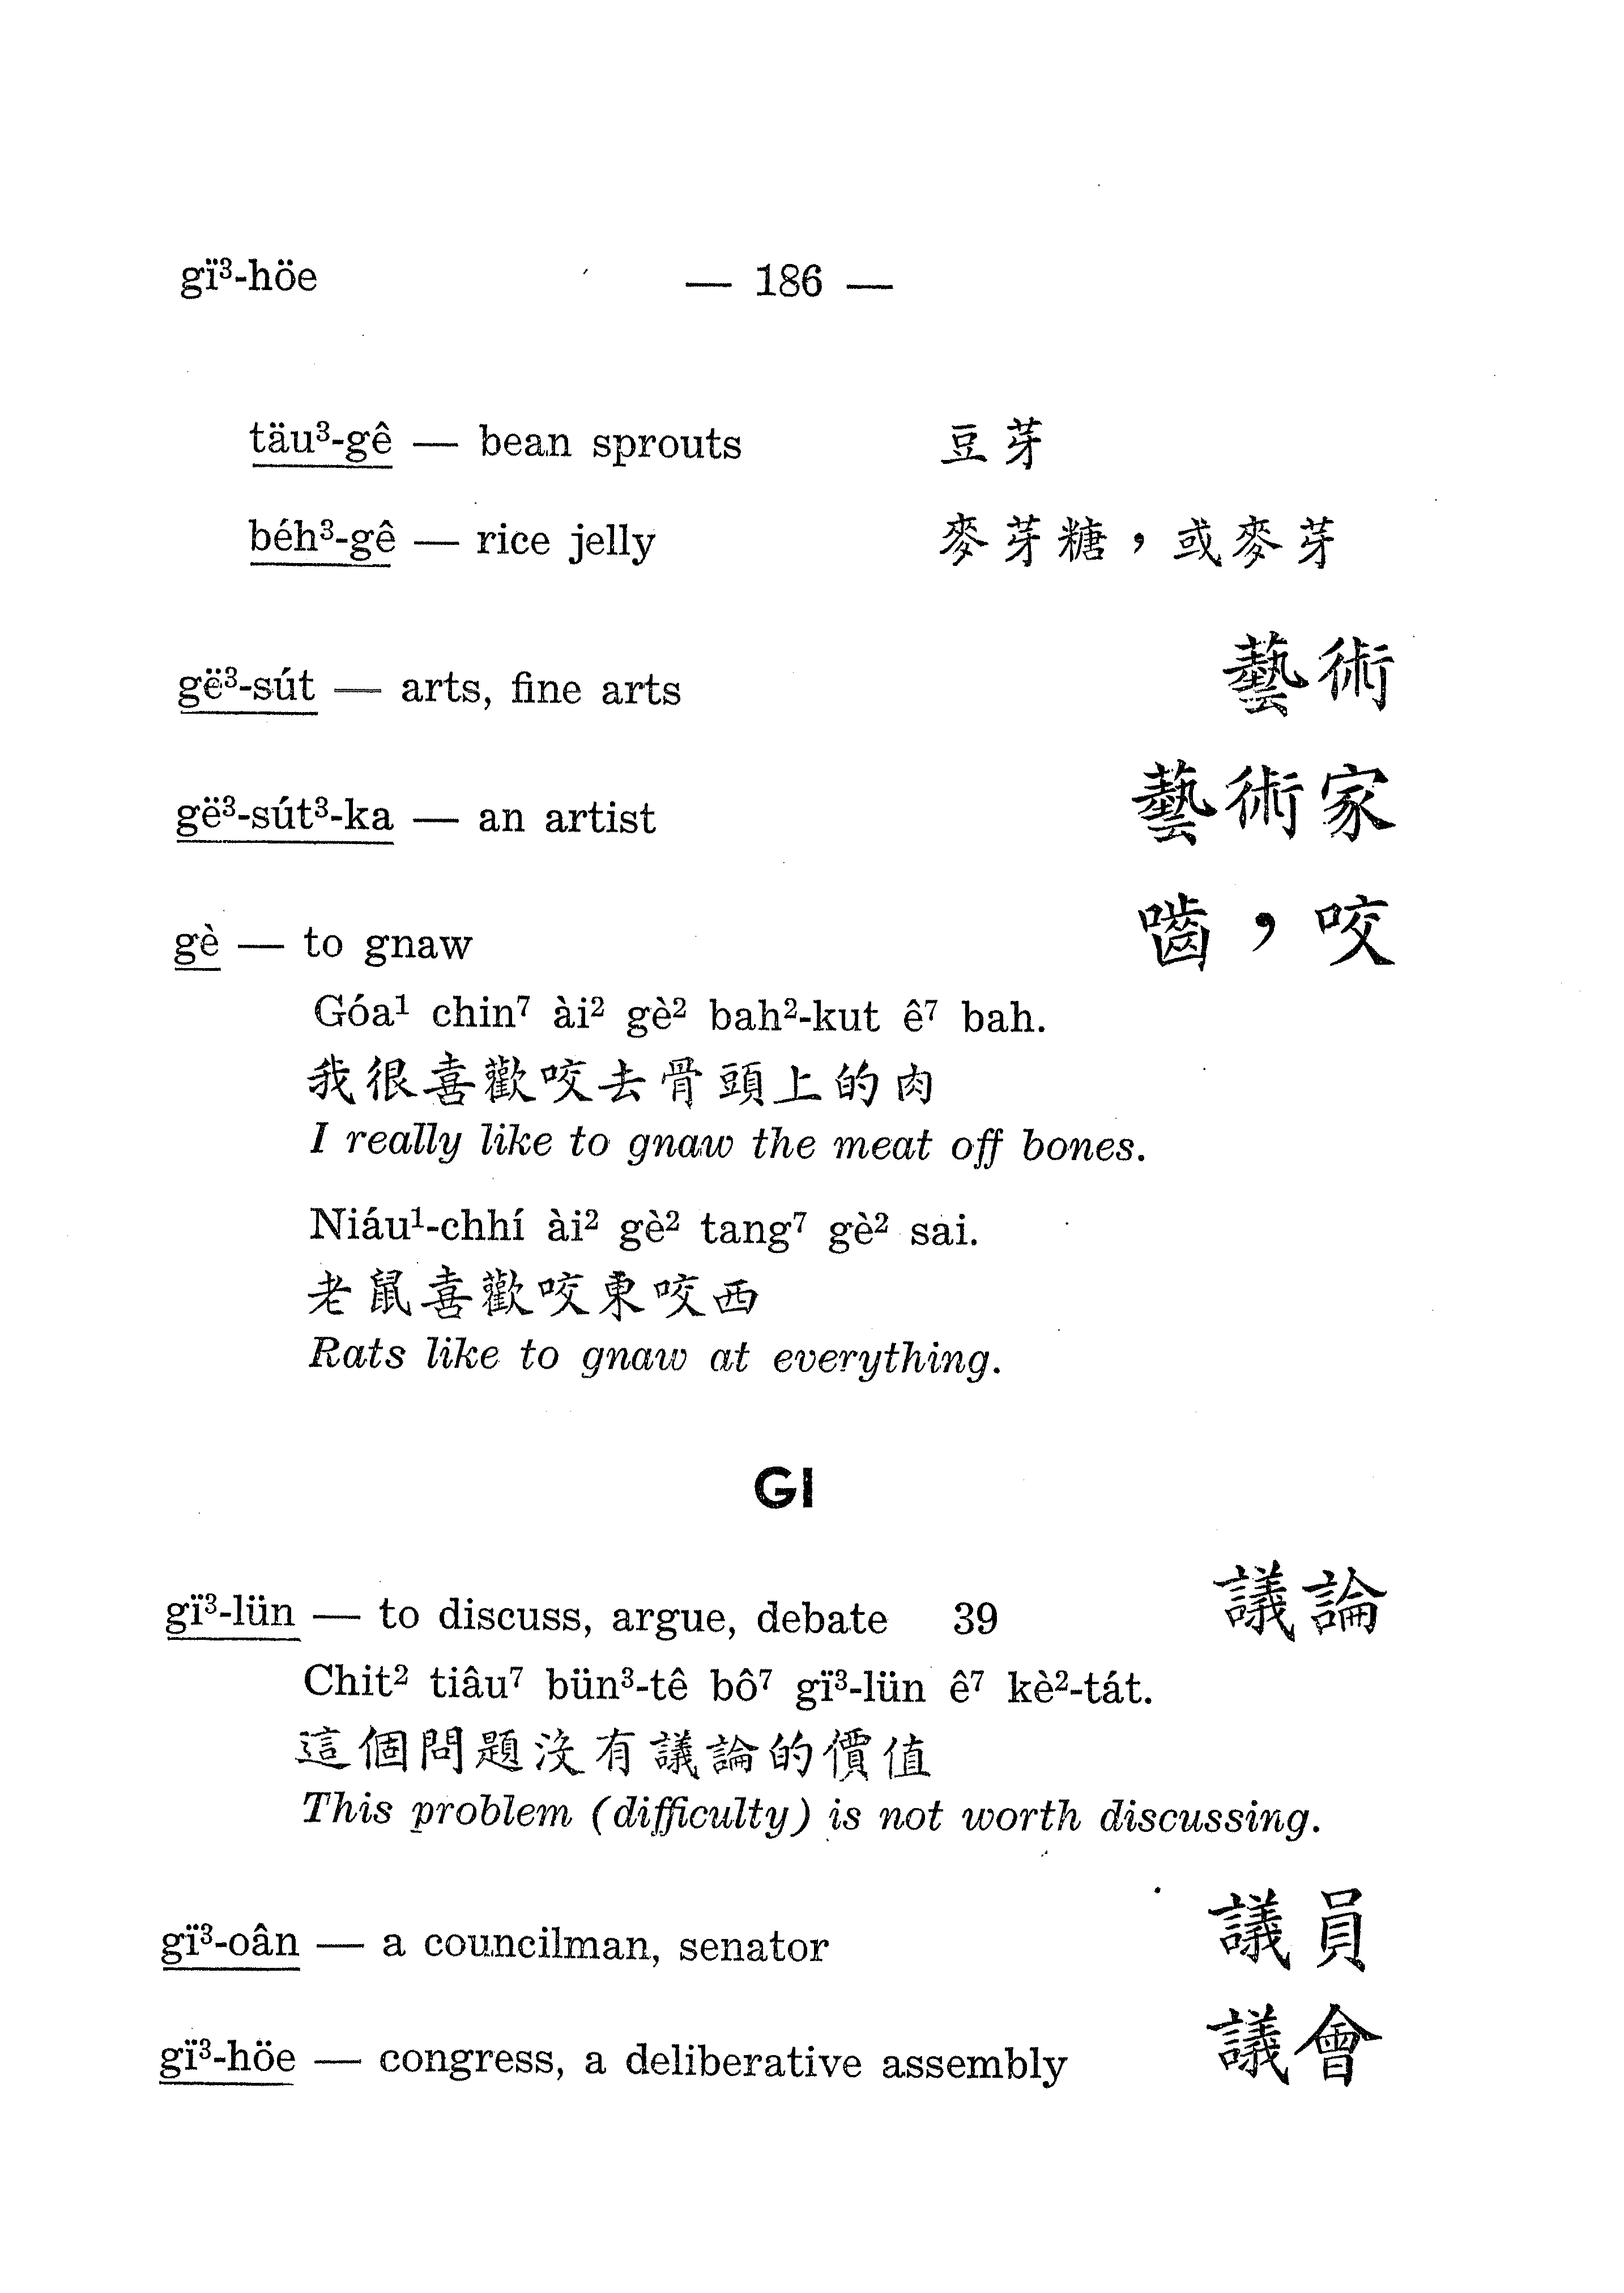 gï³-höe — 186 —
täu³-gê — bean sprouts 豆芽
béh³-gê — rice jelly 麥芽糖，或麥芽
gë³-sút — arts, fine arts 藝術
gë³-sút³-ka — an artist 藝術家
gè — to gnaw 嚙，咬
Góa¹ chin⁷ ài² gè² bah²-kut ê⁷ bah.
我很喜歡咬去骨頭上的肉
I really like to gnaw the meat off bones.
Niáu¹-chhí ài² gè² tang⁷ gè² sai.
老鼠喜歡咬東咬西
Rats like to gnaw at everything.
GI
gï³-lün — to discuss, argue, debate 39 議論
Chit² tiâu⁷ bün³-tê bô⁷ gï³-lün ê⁷ kè²-tát.
這個問題沒有議論的價值
This problem (difficulty) is not worth discussing.
gï³-oân — a councilman, senator 議員
gï³-höe — congress, a deliberative assembly 議會